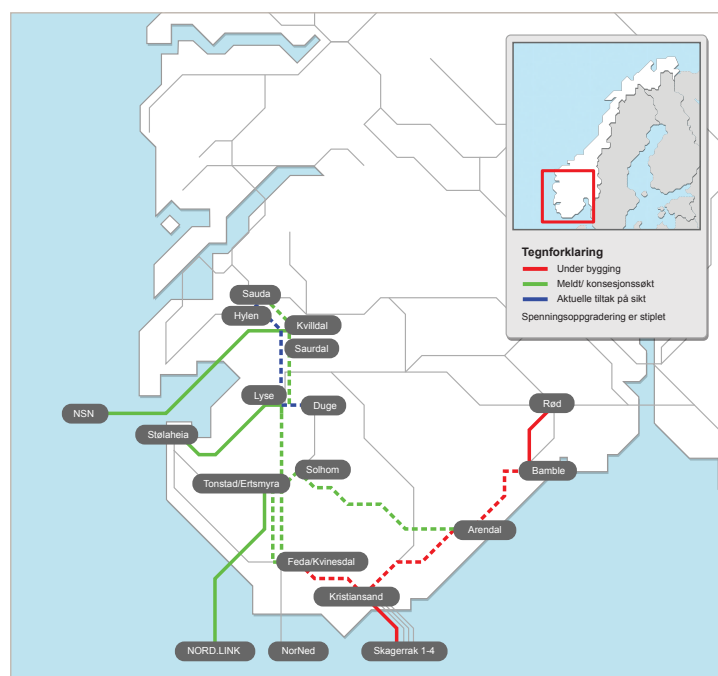 Tegnforklaring
Under bygging
Meldt/ konsesjonssøkt
Aktuelle tiltak på sikt
Spenningsoppgradering er stiplet
Sauda
Hylen
Kvilldal
Saurdal
Lyse
Duge
NSN
Rød
Stølaheia
Solhom
Bamble
Tonstad/Ertsmyra
Arendal
Feda/Kvinesdal
Kristiansand
NORD.LINK
NorNed
Skagerrak 1-4